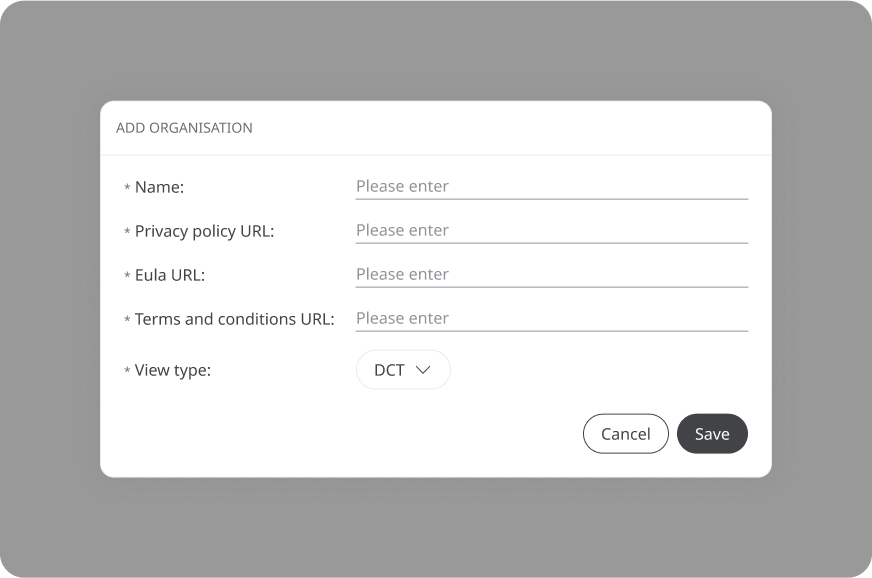 ADD ORGANISATION
* Name: Please enter
* Privacy policy URL: Please enter
* Eula URL: Please enter
* Terms and conditions URL: Please enter
* View type: DCT
Cancel Save